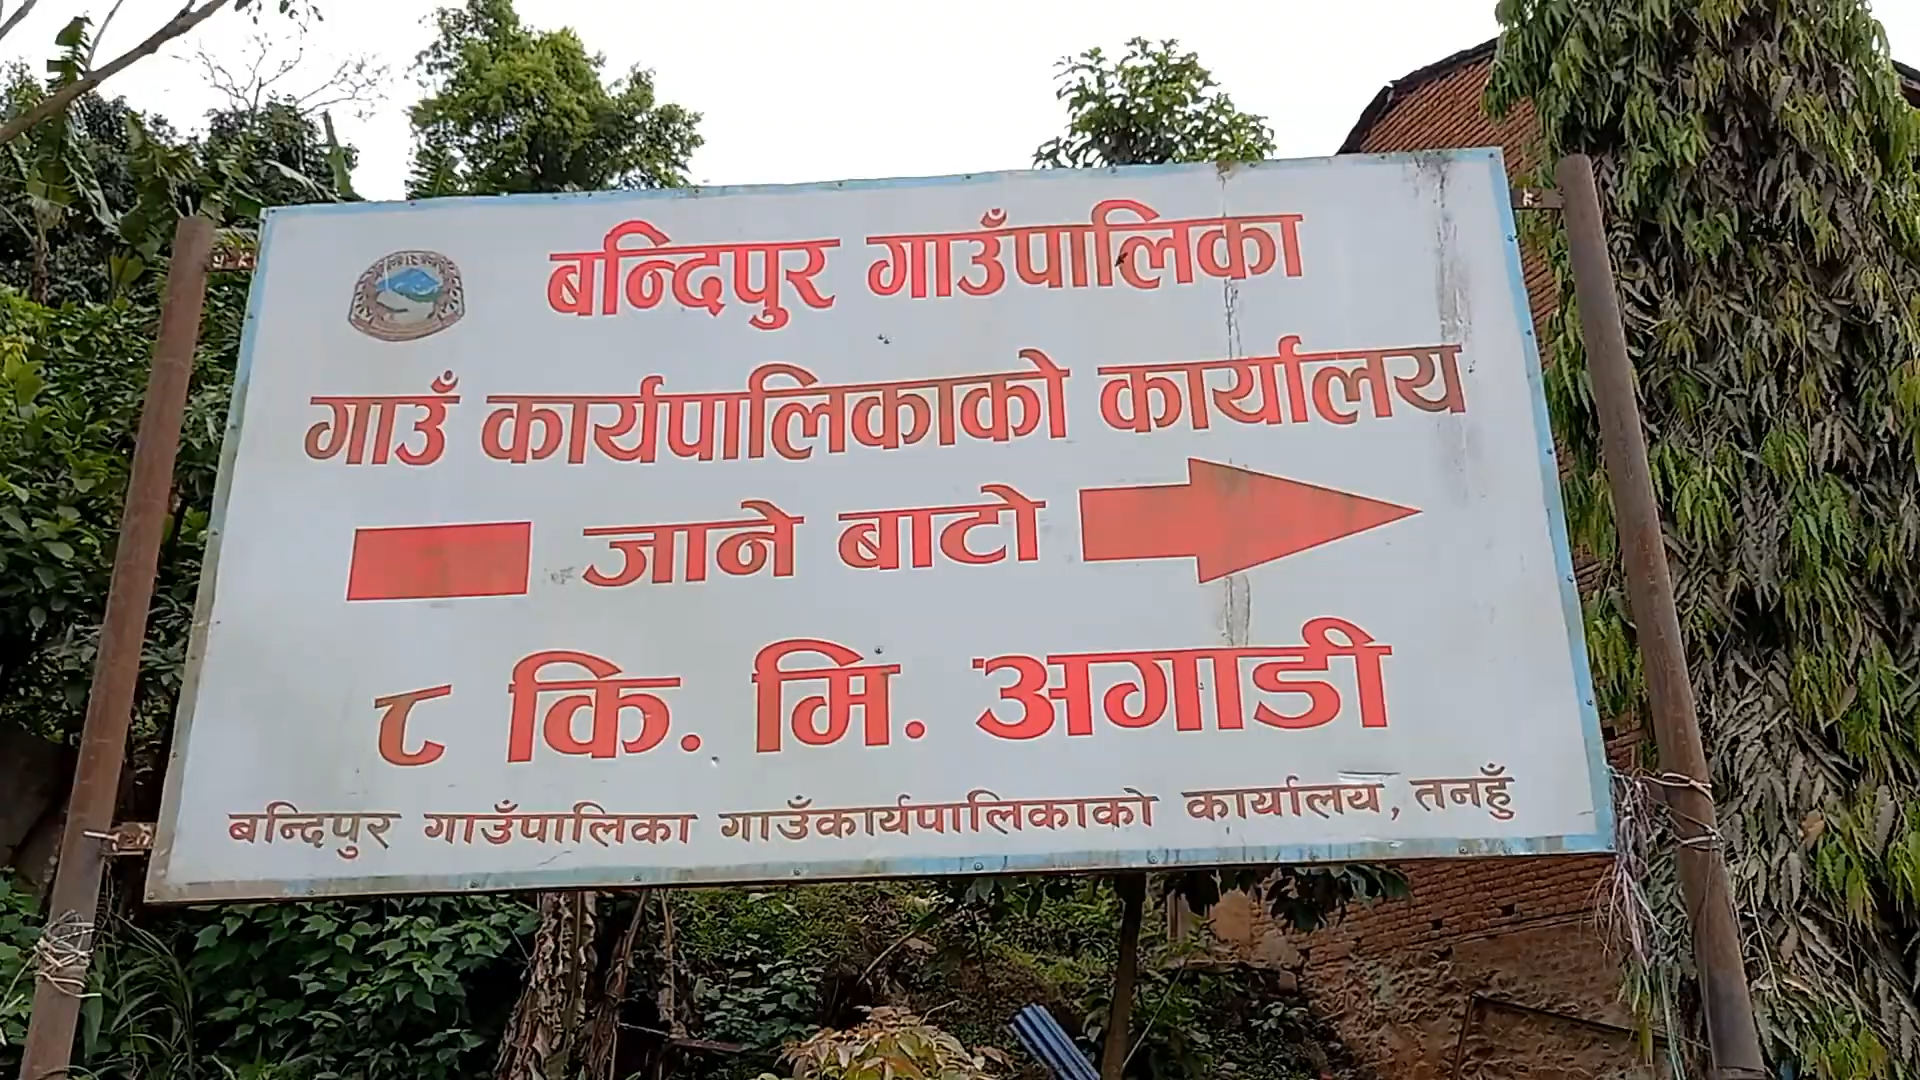 बन्दिपुर गाउँपालिका
गाउँ कार्यपालिकाको कार्यालय
जाने बाटो
८ कि. मि. अगाडी
बन्दिपुर गाउँपालिका गाउँकार्यपालिकाको कार्यालय, तनहुँ